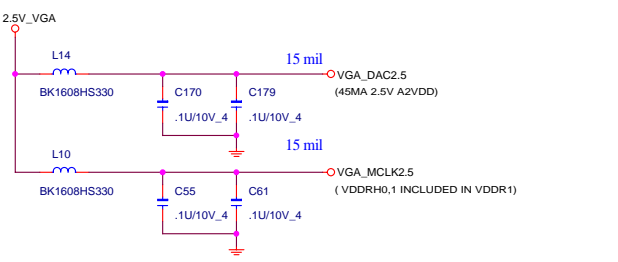 2.5V_VGA
L14
15 mil
VGA_DAC2.5
BK1608HS330
C170
C179
(45MA 2.5V A2VDD)
.1U/10V_4
.1U/10V_4
15 mil
L10
VGA_MCLK2.5
BK1608HS330
C55
C61
( VDDRH0,1 INCLUDED IN VDDR1)
.1U/10V_4
.1U/10V_4